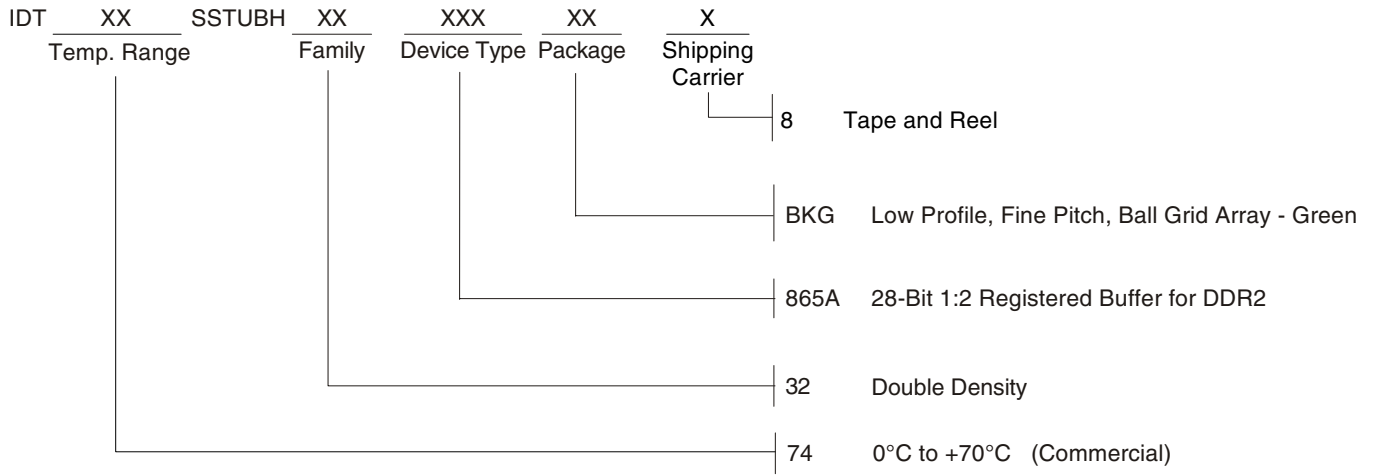 IDT XX SSTUBH XX XXX XX X
Temp. Range Family Device Type Package Shipping
Carrier
8 Tape and Reel
BKG Low Profile, Fine Pitch, Ball Grid Array - Green
865A 28-Bit 1:2 Registered Buffer for DDR2
32 Double Density
74 0°C to +70°C (Commercial)